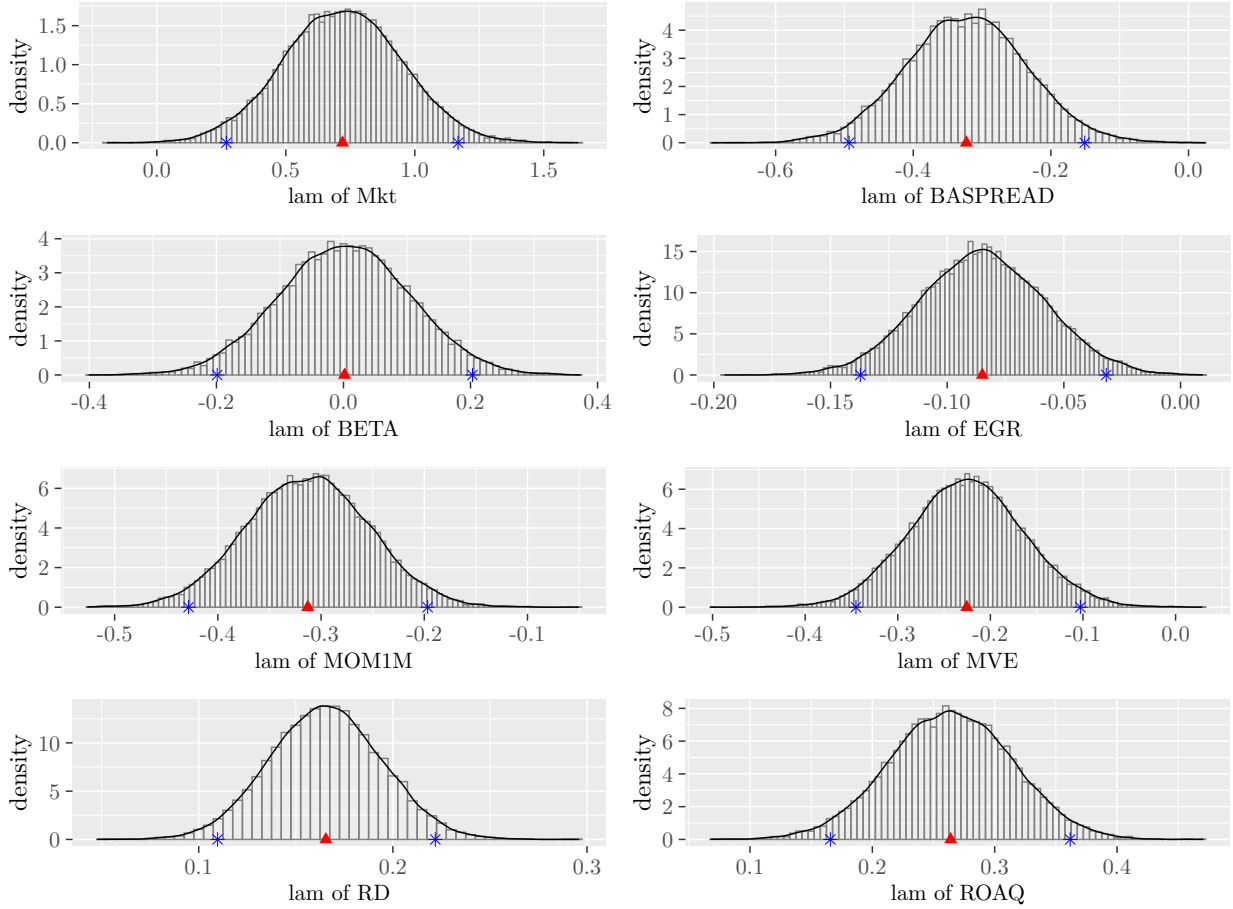 density
1.5
1.0
0.5
0.0
0.0 0.5 1.0 1.5
lam of Mkt
density
4
3
2
1
0
-0.6 -0.4 -0.2 0.0
lam of BASPREAD
density
4
3
2
1
0
-0.4 -0.2 0.0 0.2 0.4
lam of BETA
density
15
10
5
0
-0.20 -0.15 -0.10 -0.05 0.00
lam of EGR
density
6
4
2
0
-0.5 -0.4 -0.3 -0.2 -0.1
lam of MOM1M
density
6
4
2
0
-0.5 -0.4 -0.3 -0.2 -0.1 0.0
lam of MVE
density
10
5
0
0.1 0.2 0.3
lam of RD
density
8
6
4
2
0
0.1 0.2 0.3 0.4
lam of ROAQ